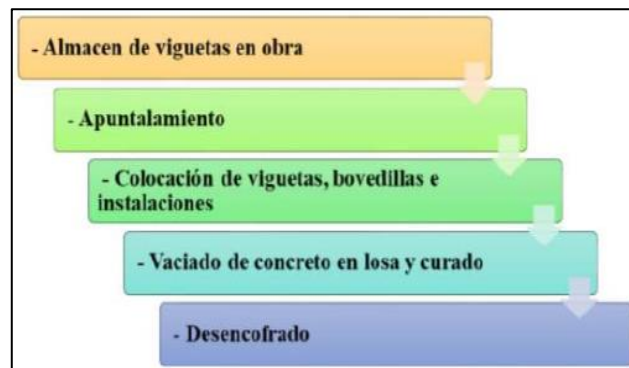 - Almacen de viguetas en obra
- Apuntalamiento
- Colocación de viguetas, bovedillas e
instalaciones
- Vaciado de concreto en losa y curado
- Desencofrado